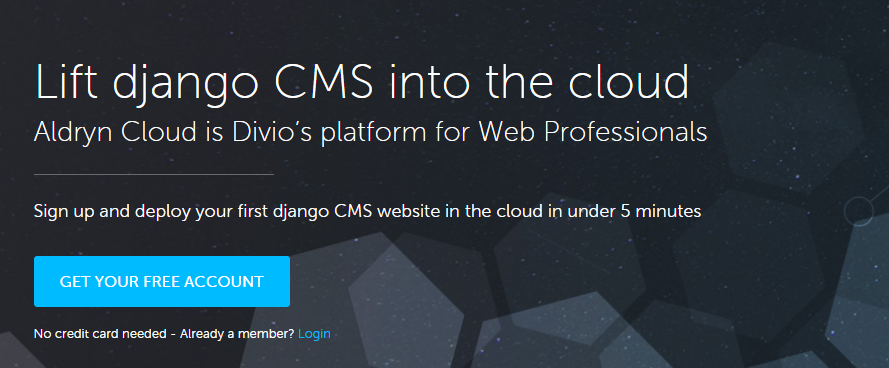 Lift django CMS into the cloud
Aldryn Cloud is Divio’s platform for Web Professionals
Sign up and deploy your first django CMS website in the cloud in under 5 minutes
GET YOUR FREE ACCOUNT
No credit card needed - Already a member? Login